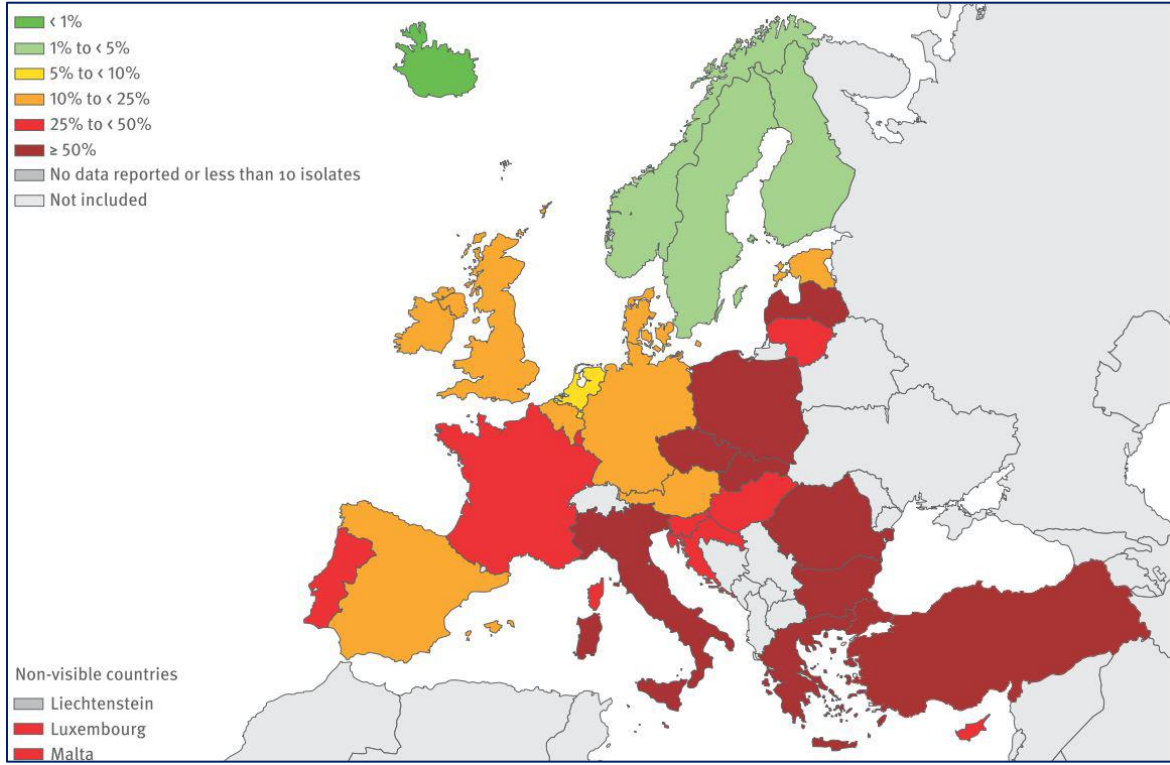 < 1%
1% to < 5%
5% to < 10%
10% to < 25%
25% to < 50%
≥ 50%
No data reported or less than 10 isolates
Not included
Non-visible countries
Liechtenstein
Luxembourg
Malta